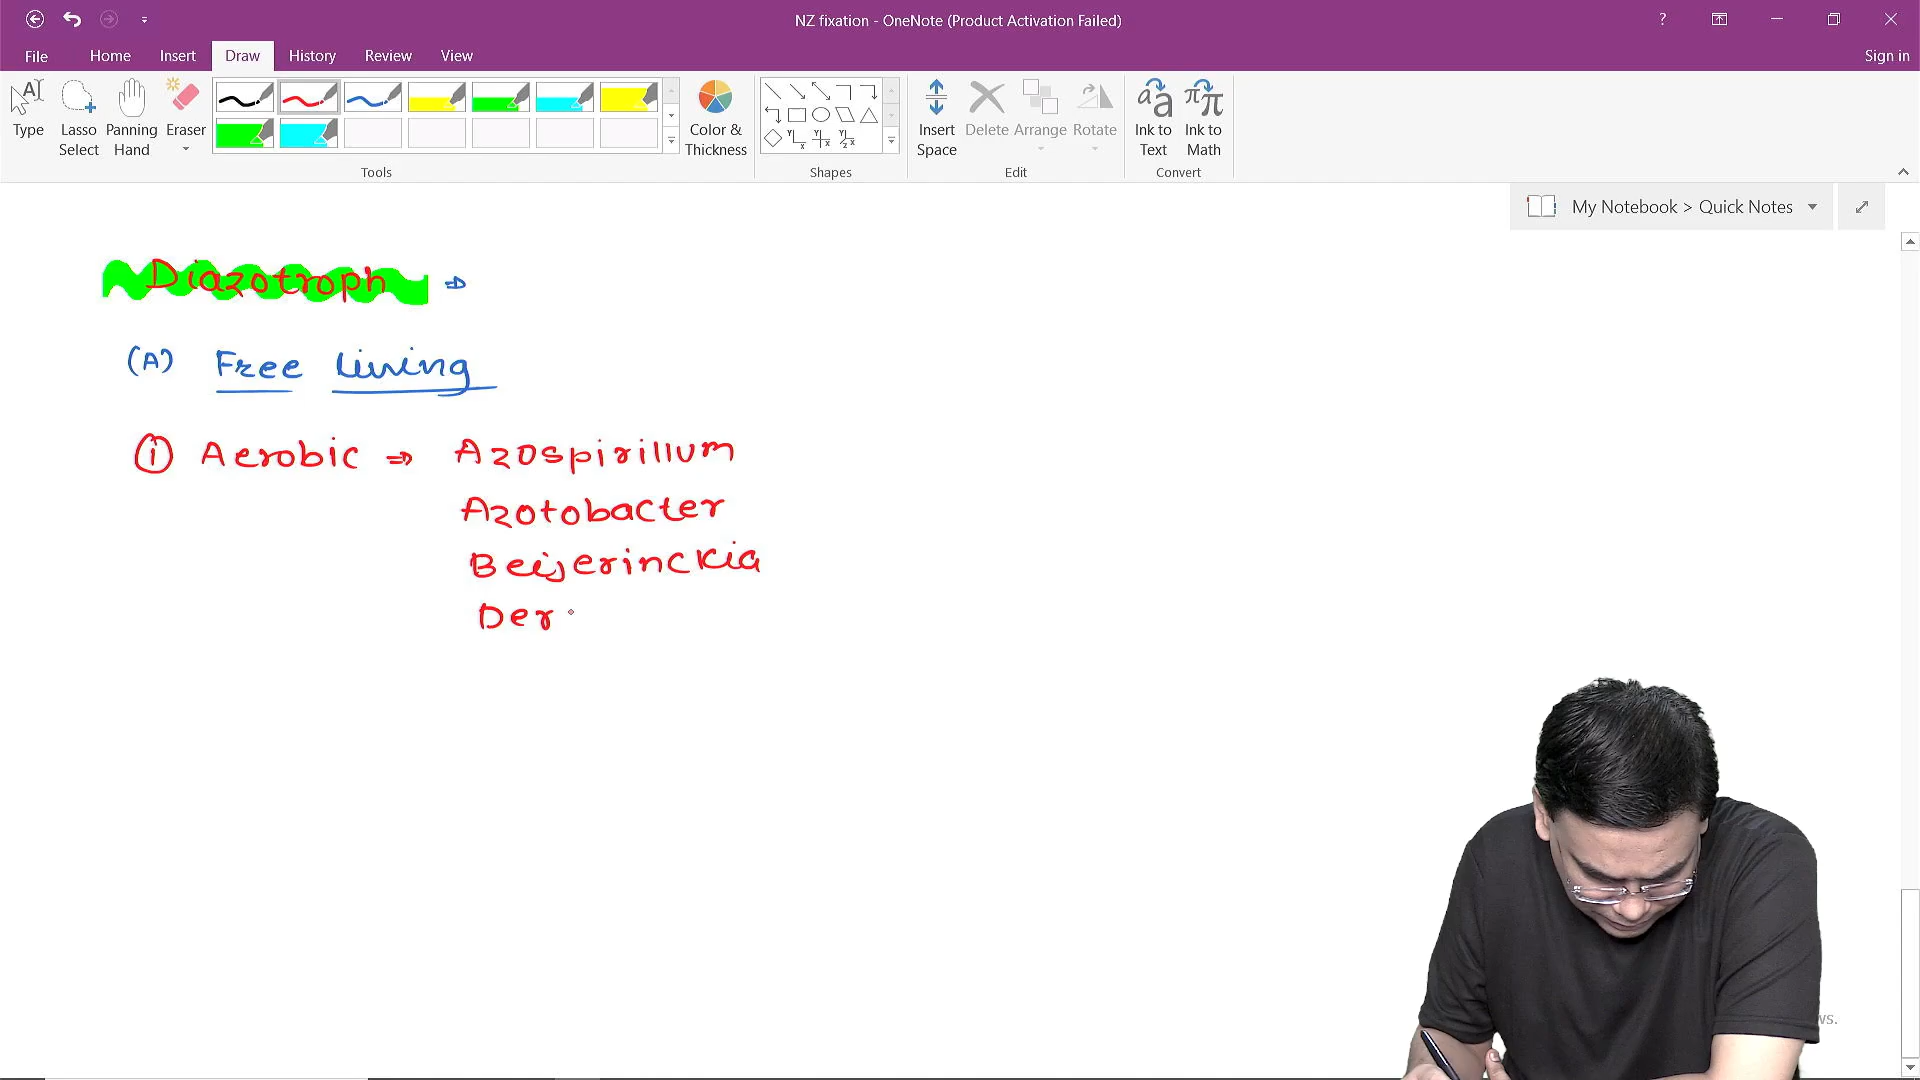 NZ fixation - OneNote (Product Activation Failed)
?
File Home Insert Draw History Review View
Sign in
Type
Lasso Select
Panning Hand
Eraser
Color & Thickness
Insert Space
Delete
Arrange
Rotate
Ink to Text
Ink to Math
Tools
Shapes
Edit
Convert
My Notebook > Quick Notes
Diazotroph ⇒
(A) Free Living
① Aerobic ⇒ Azospirillum
Azotobacter
Beijerinckia
Der
ws.